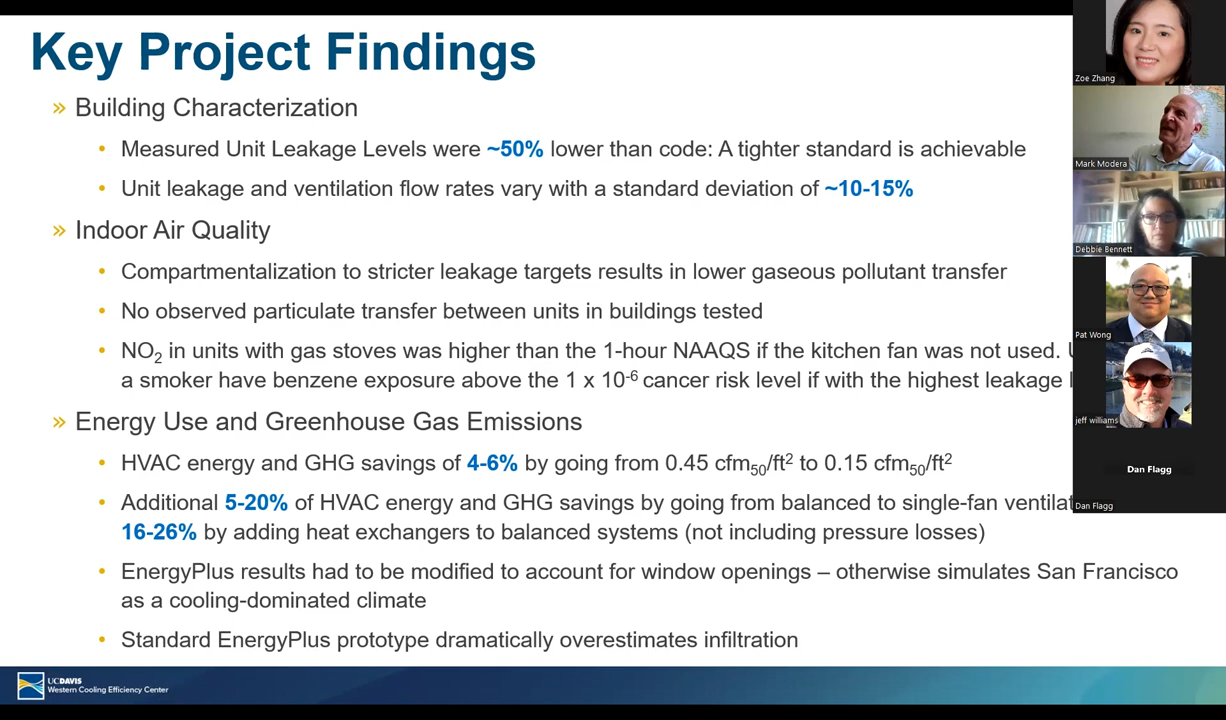 Key Project Findings
» Building Characterization
• Measured Unit Leakage Levels were ~50% lower than code: A tighter standard is achievable
• Unit leakage and ventilation flow rates vary with a standard deviation of ~10-15%
» Indoor Air Quality
• Compartmentalization to stricter leakage targets results in lower gaseous pollutant transfer
• No observed particulate transfer between units in buildings tested
• NO2 in units with gas stoves was higher than the 1-hour NAAQS if the kitchen fan was not used.
a smoker have benzene exposure above the 1 x 10-6 cancer risk level if with the highest leakage
» Energy Use and Greenhouse Gas Emissions
• HVAC energy and GHG savings of 4-6% by going from 0.45 cfm50/ft2 to 0.15 cfm50/ft2
• Additional 5-20% of HVAC energy and GHG savings by going from balanced to single-fan
16-26% by adding heat exchangers to balanced systems (not including pressure losses)
• EnergyPlus results had to be modified to account for window openings – otherwise simulates San Francisco
as a cooling-dominated climate
• Standard EnergyPlus prototype dramatically overestimates infiltration
UCDAVIS
Western Cooling Efficiency Center
Zoe Zhang
Mark Modera
Debbie Bennett
Pat Wong
jeff williams
Dan Flagg
Dan Flagg